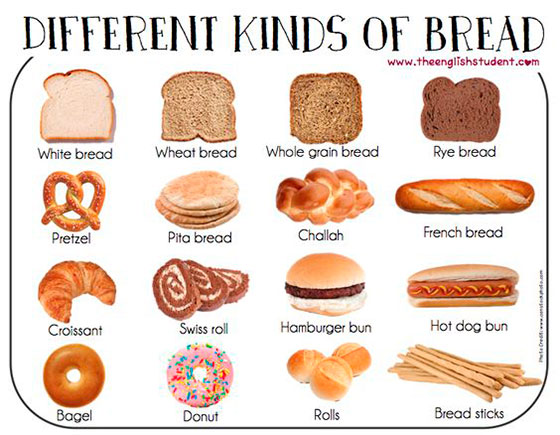 DIFFERENT KINDS OF BREAD
www.theenglishstudent.com
White bread
Wheat bread
Whole grain bread
Rye bread
Pretzel
Pita bread
Challah
French bread
Croissant
Swiss roll
Hamburger bun
Hot dog bun
Bagel
Donut
Rolls
Bread sticks